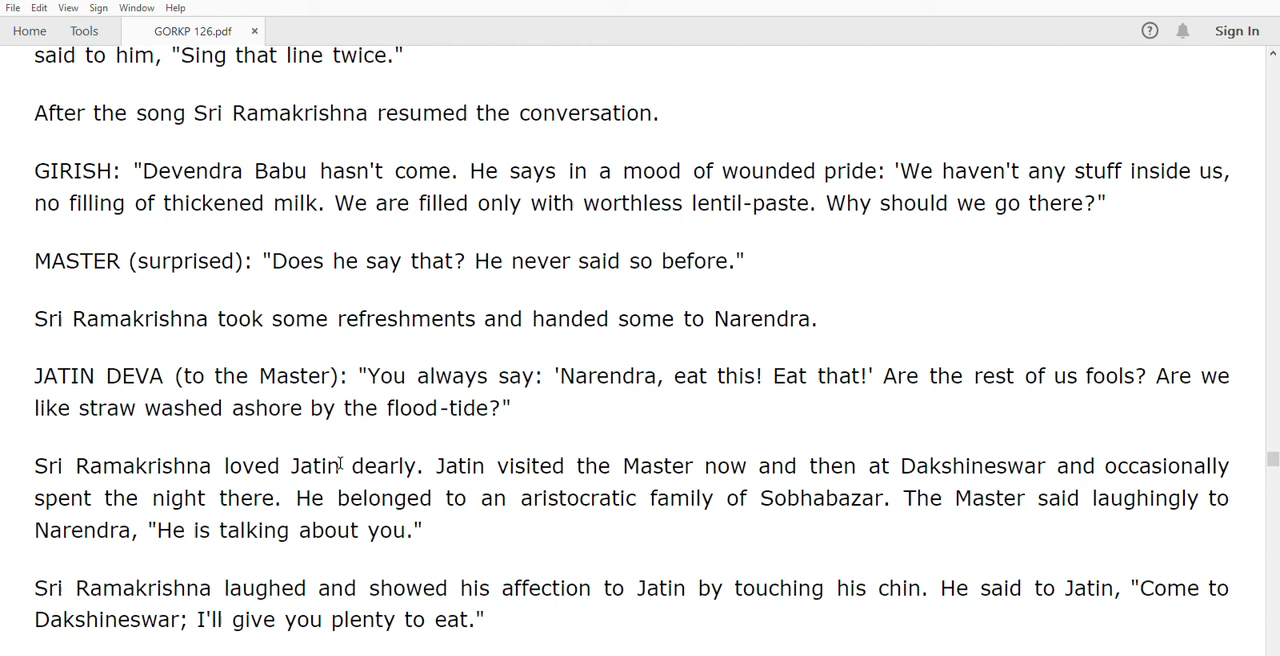 File Edit View Sign Window Help
Home Tools GORKP 126.pdf × ? Sign In
said to him, "Sing that line twice."
After the song Sri Ramakrishna resumed the conversation.
GIRISH: "Devendra Babu hasn't come. He says in a mood of wounded pride: 'We haven't any stuff inside us,
no filling of thickened milk. We are filled only with worthless lentil-paste. Why should we go there?"
MASTER (surprised): "Does he say that? He never said so before."
Sri Ramakrishna took some refreshments and handed some to Narendra.
JATIN DEVA (to the Master): "You always say: 'Narendra, eat this! Eat that!' Are the rest of us fools? Are we
like straw washed ashore by the flood-tide?"
Sri Ramakrishna loved Jatin dearly. Jatin visited the Master now and then at Dakshineswar and occasionally
spent the night there. He belonged to an aristocratic family of Sobhabazar. The Master said laughingly to
Narendra, "He is talking about you."
Sri Ramakrishna laughed and showed his affection to Jatin by touching his chin. He said to Jatin, "Come to
Dakshineswar; I'll give you plenty to eat."